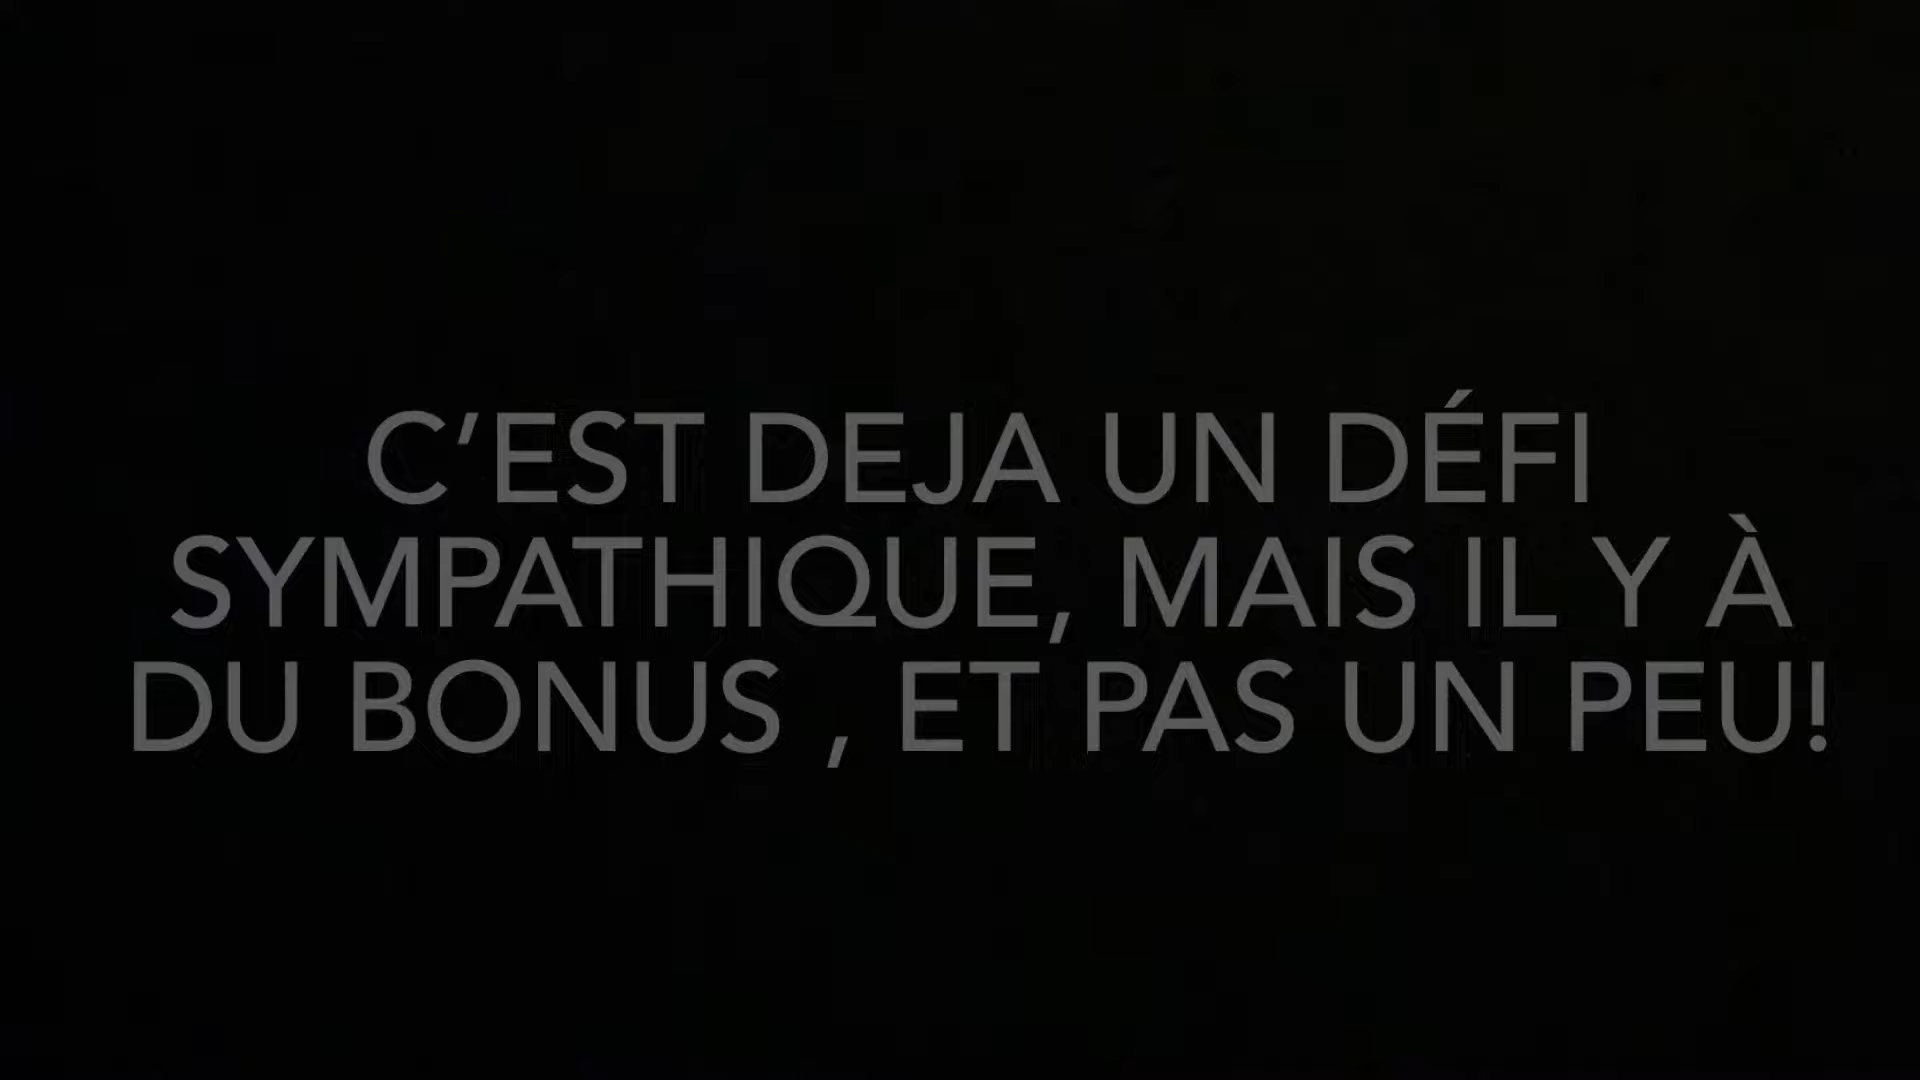 C’EST DEJA UN DÉFI
SYMPATHIQUE, MAIS IL Y À
DU BONUS , ET PAS UN PEU!